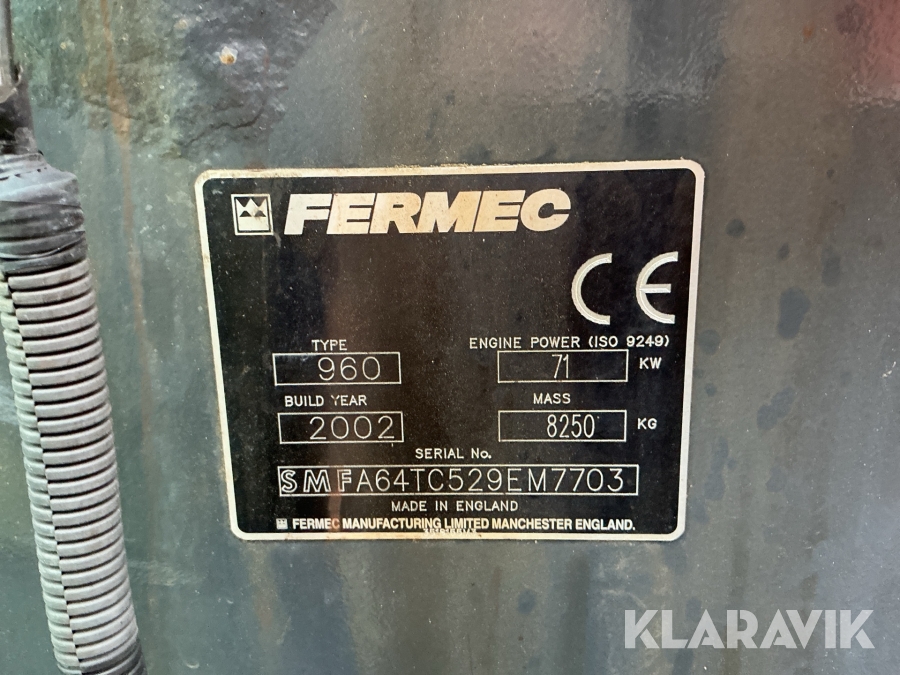 FERMEC
CE
TYPE
ENGINE POWER (ISO 9249)
960
71 KW
BUILD YEAR
MASS
2002
8250 KG
SERIAL No.
SMFA64TC529EM7703
MADE IN ENGLAND
FERMEC MANUFACTURING LIMITED MANCHESTER ENGLAND.
KLARAVIK